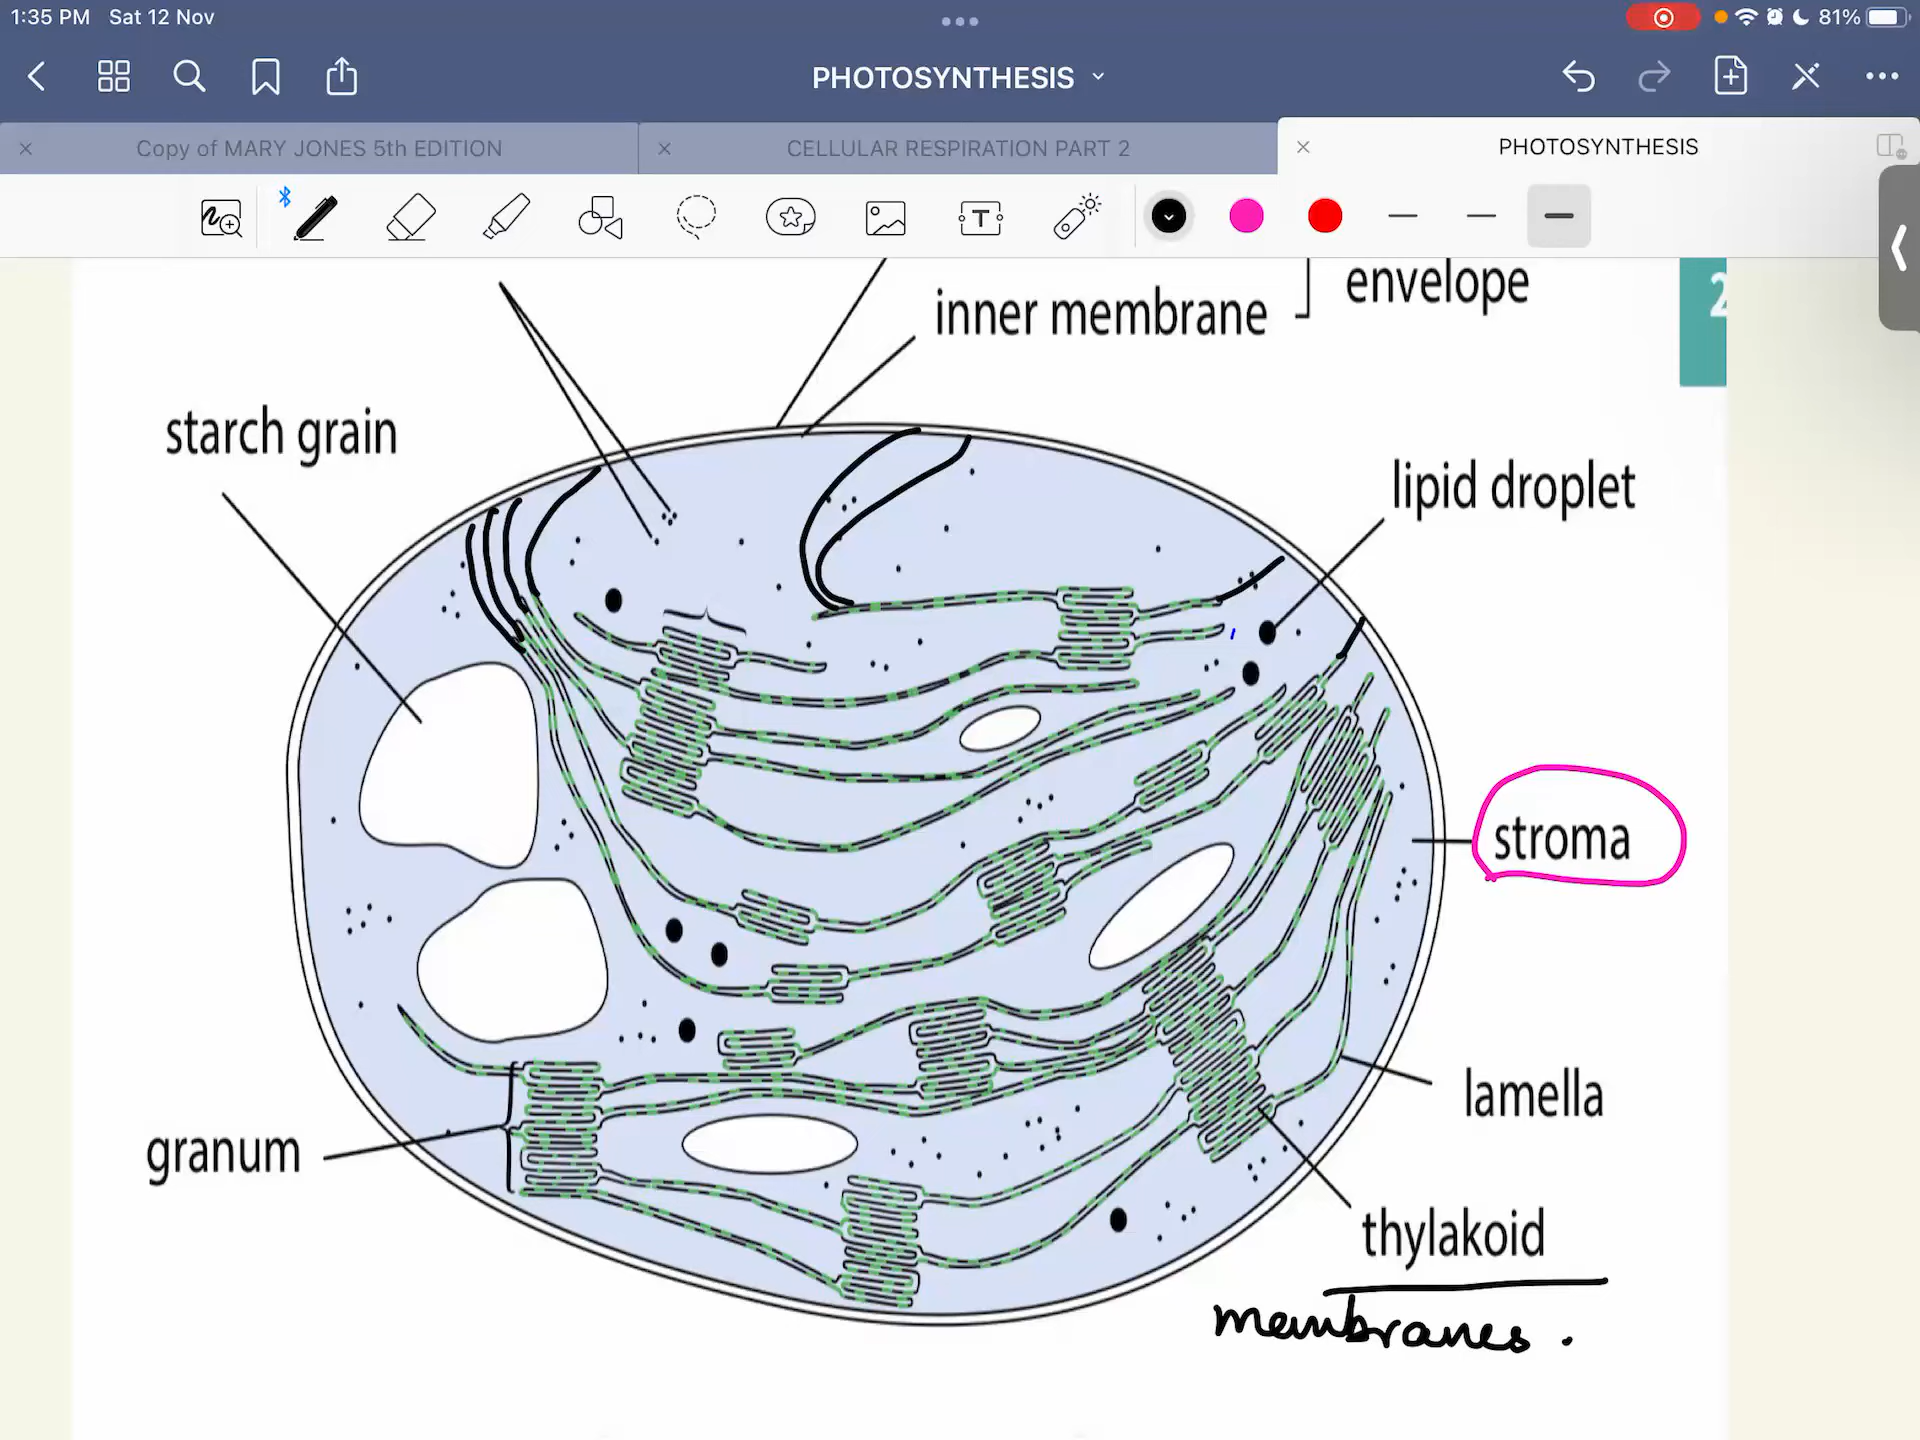 1:35 PM Sat 12 Nov
81%
PHOTOSYNTHESIS
Copy of MARY JONES 5th EDITION
CELLULAR RESPIRATION PART 2
PHOTOSYNTHESIS
T
envelope
inner membrane
2
starch grain
lipid droplet
stroma
lamella
granum
thylakoid
membranes.